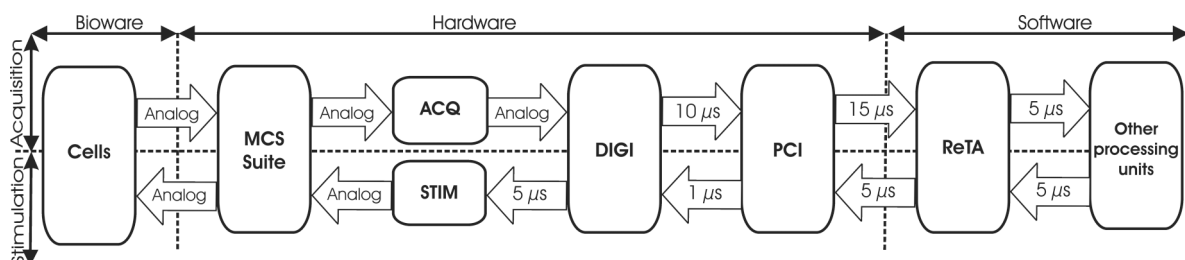 Bioware
Hardware
Software
Acquisition
Stimulation
Cells
Analog
Analog
MCS
Suite
Analog
Analog
ACQ
STIM
Analog
5 µs
DIGI
10 µs
1 µs
PCI
15 µs
5 µs
ReTA
5 µs
5 µs
Other
processing
units